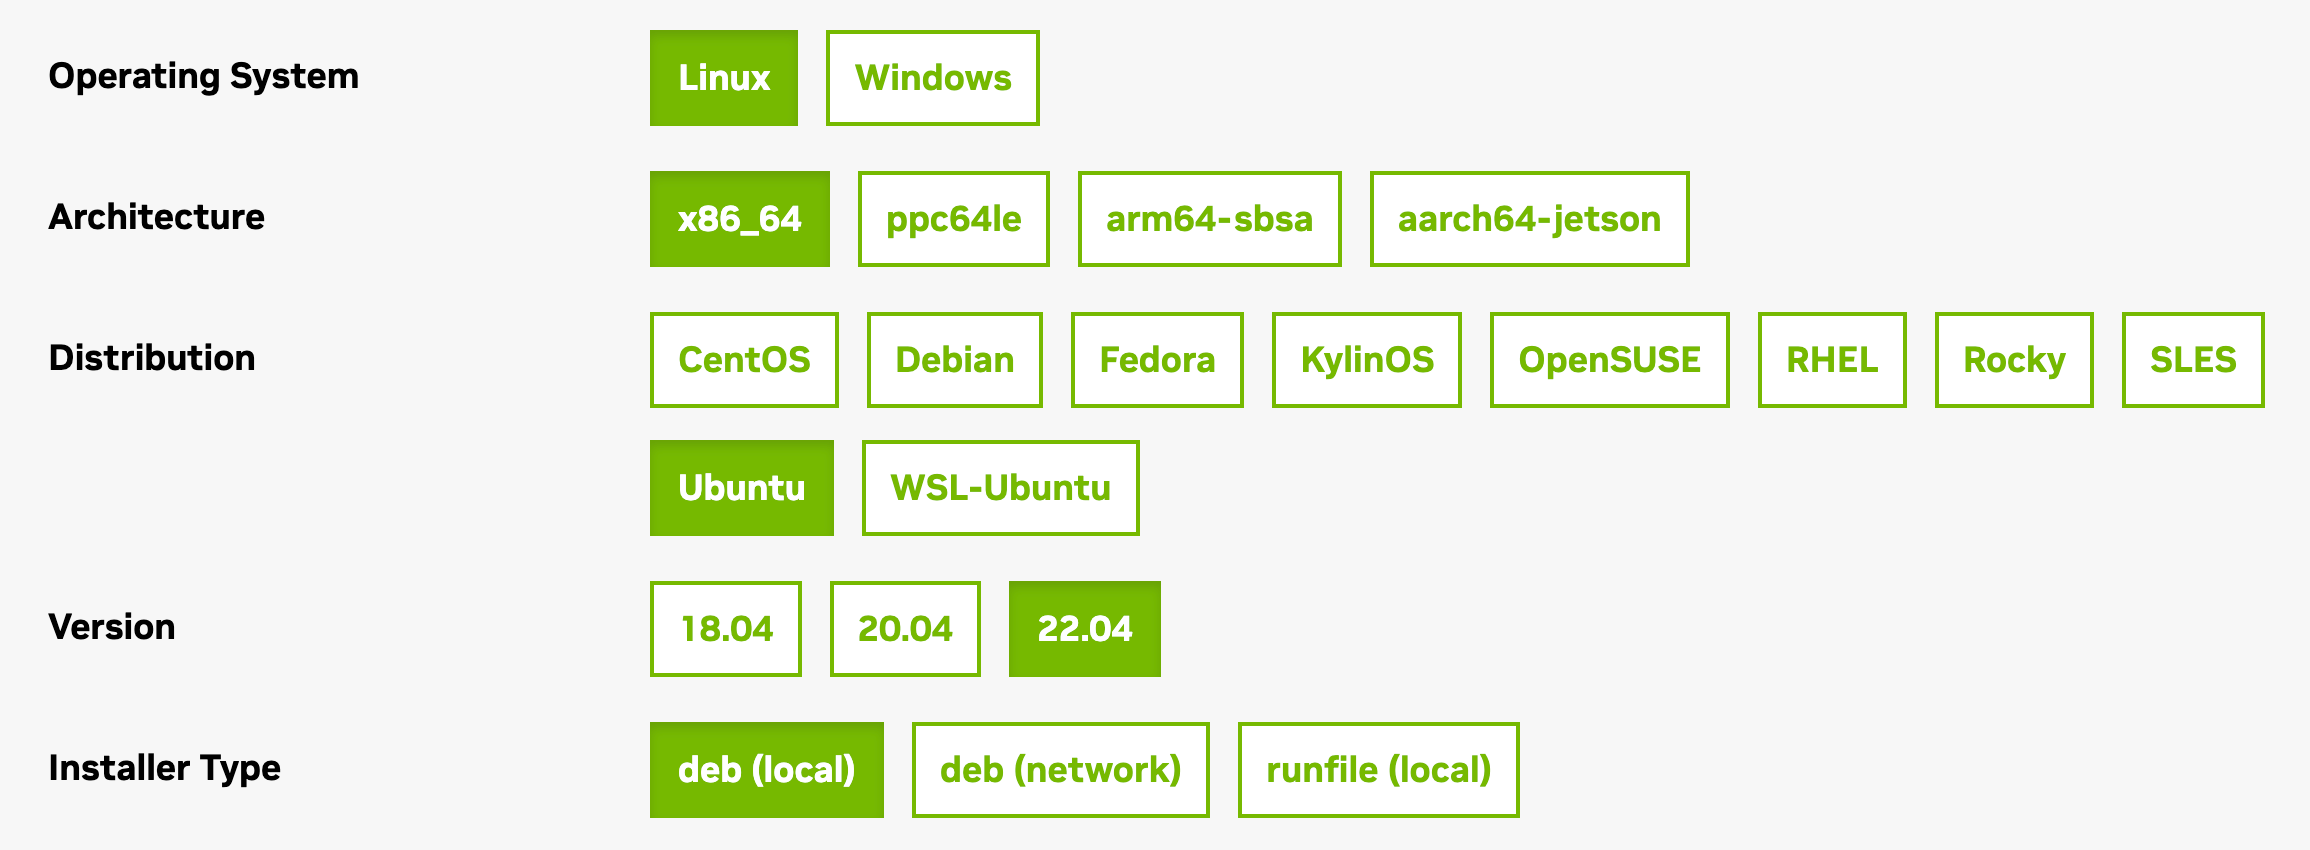 Operating System Linux Windows
Architecture x86_64 ppc64le arm64-sbsa aarch64-jetson
Distribution CentOS Debian Fedora KylinOS OpenSUSE RHEL Rocky SLES
Ubuntu WSL-Ubuntu
Version 18.04 20.04 22.04
Installer Type deb (local) deb (network) runfile (local)